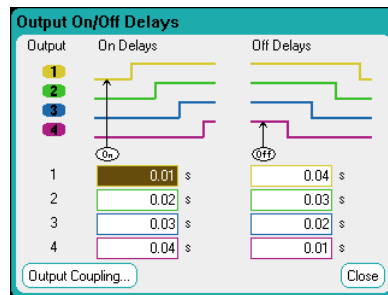 Output On/Off Delays
Output On Delays Off Delays
1
2
3
4
On Off
1 0.01 s 0.04 s
2 0.02 s 0.03 s
3 0.03 s 0.02 s
4 0.04 s 0.01 s
Output Coupling... Close